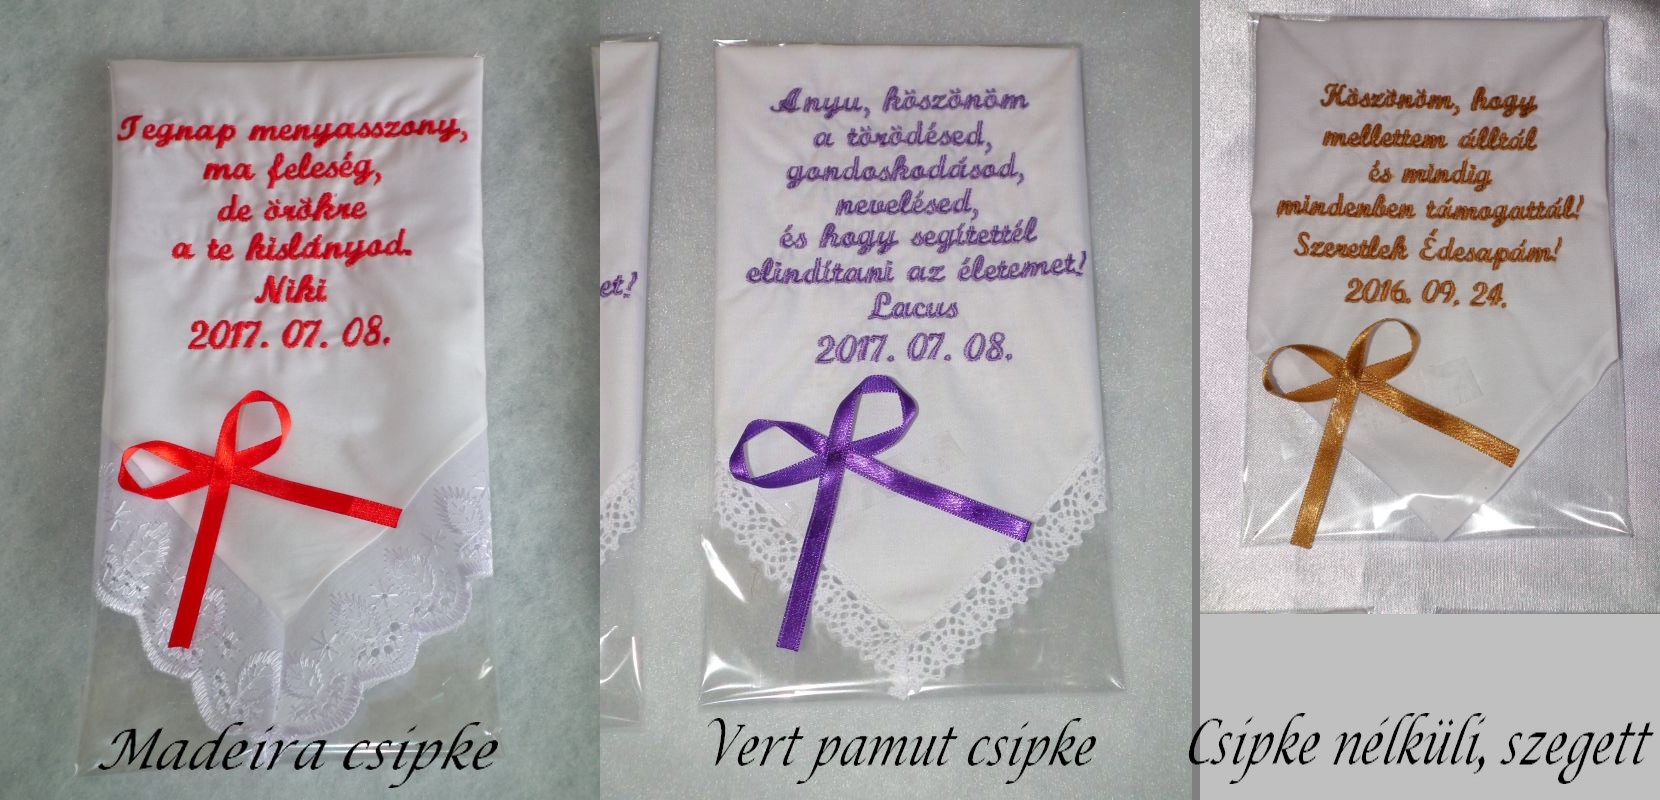 Tegnap menyasszony,
ma feleség,
de örökre
a te kislányod.
Niki
2017. 07. 08.
Madeira csipke
et!
Anyu, köszönöm
a törödésed,
gondoskodásod,
nevelésed,
és hogy segítettél
elindítani az életemet!
Lacus
2017. 07. 08.
Vert pamut csipke
Köszönöm, hogy
mellettem álltál
és mindig
mindenben támogattál!
Szeretlek Édesapám!
2016. 09. 24.
Csipke nélküli, szegett